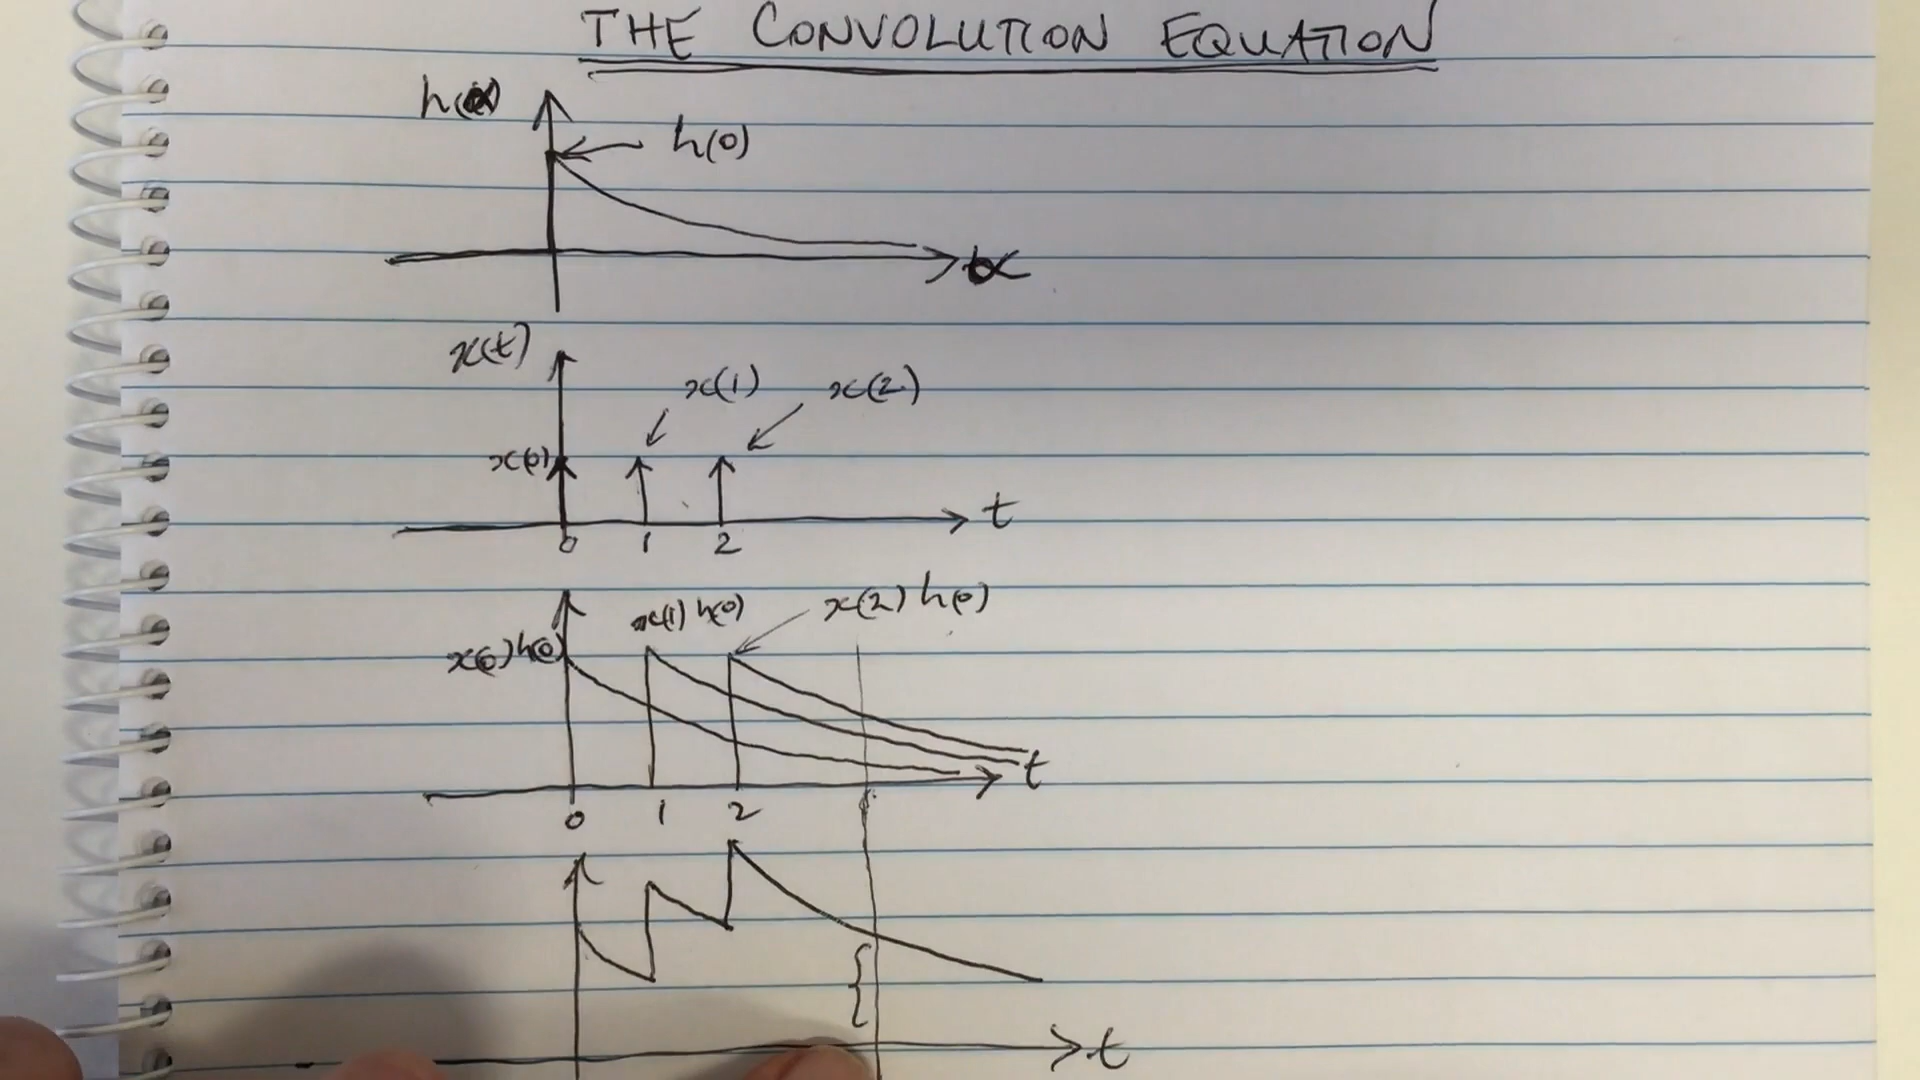 THE CONVOLUTION EQUATION
h(α)
h(0)
α
x(t)
x(1) x(2)
x(0)
t
0 1 2
x(0)h(0) x(1)h(0) x(2)h(0)
t
0 1 2
t